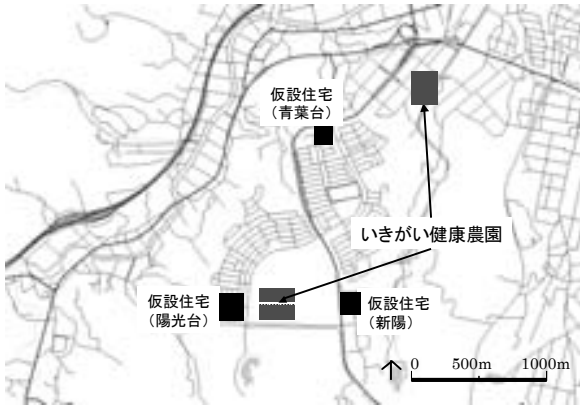 仮設住宅
（青葉台）
いきがい健康農園
仮設住宅
（陽光台）
仮設住宅
（新陽）
0 500m 1000m